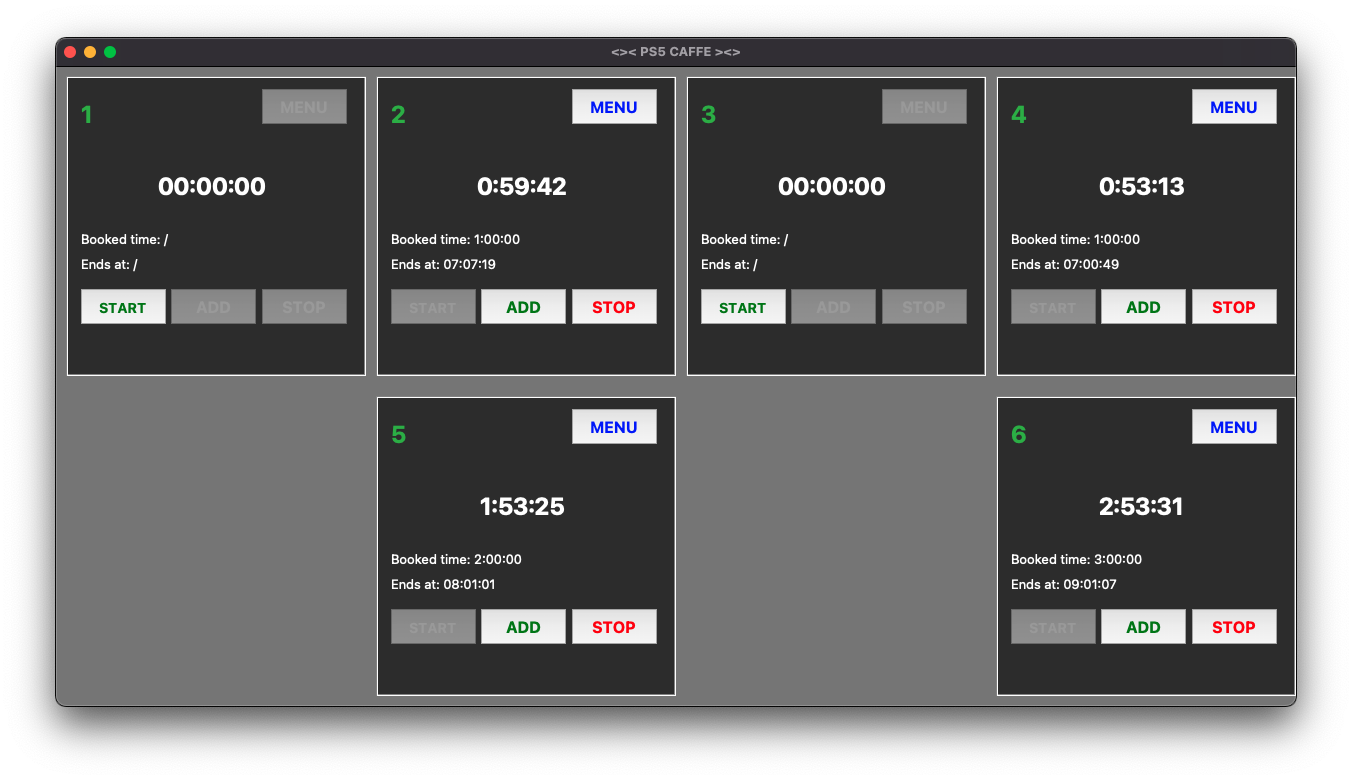 <>< PS5 CAFFE ><>
1
MENU
00:00:00
Booked time: /
Ends at: /
START ADD STOP
2
MENU
0:59:42
Booked time: 1:00:00
Ends at: 07:07:19
START ADD STOP
3
MENU
00:00:00
Booked time: /
Ends at: /
START ADD STOP
4
MENU
0:53:13
Booked time: 1:00:00
Ends at: 07:00:49
START ADD STOP
5
MENU
1:53:25
Booked time: 2:00:00
Ends at: 08:01:01
START ADD STOP
6
MENU
2:53:31
Booked time: 3:00:00
Ends at: 09:01:07
START ADD STOP